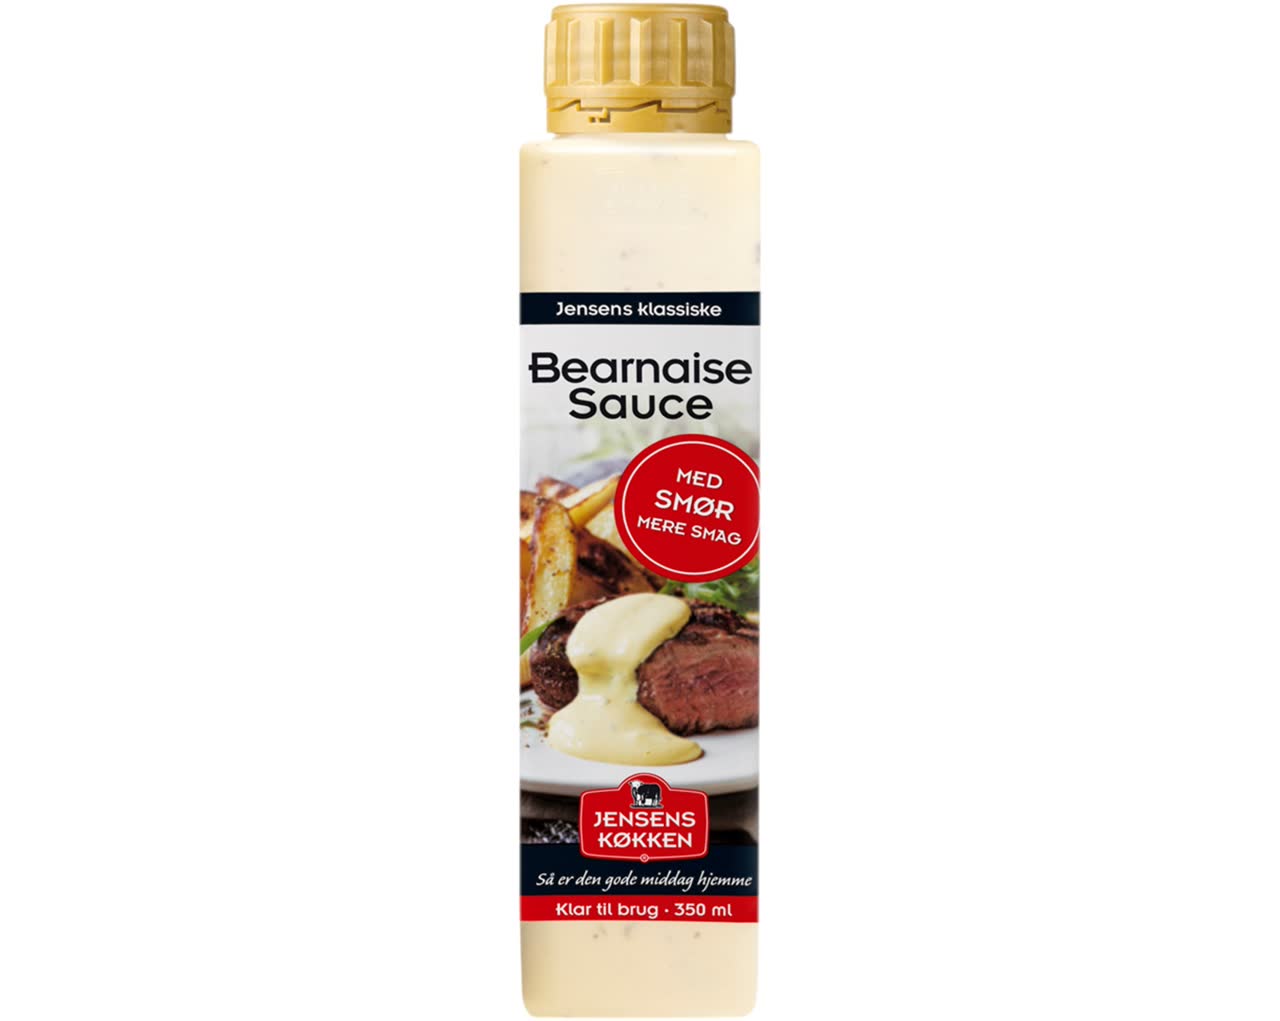 Jensens klassiske
Bearnaise
Sauce
MED
SMØR
MERE SMAG
JENSENS
KØKKEN
Så er den gode middag hjemme
Klar til brug · 350 ml